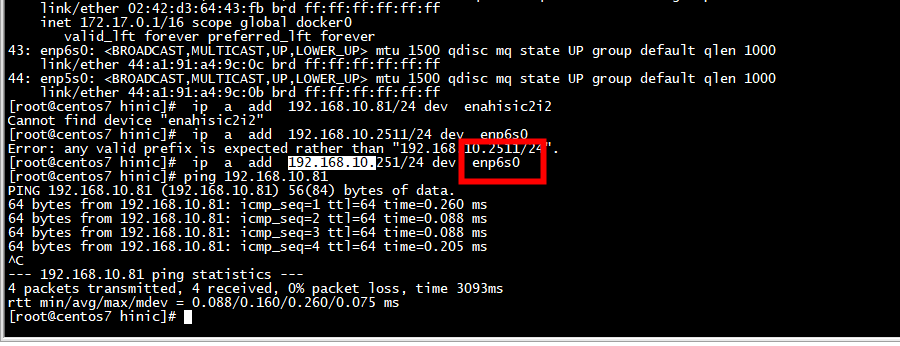 link/ether 02:42:d3:64:43:fb brd ff:ff:ff:ff:ff:ff
inet 172.17.0.1/16 scope global docker0
valid_lft forever preferred_lft forever
43: enp6s0: <BROADCAST,MULTICAST,UP,LOWER_UP> mtu 1500 qdisc mq state UP group default qlen 1000
link/ether 44:a1:91:a4:9c:0c brd ff:ff:ff:ff:ff:ff
44: enp5s0: <BROADCAST,MULTICAST,UP,LOWER_UP> mtu 1500 qdisc mq state UP group default qlen 1000
link/ether 44:a1:91:a4:9c:0b brd ff:ff:ff:ff:ff:ff
[root@centos7 hinic]#  ip  a  add  192.168.10.81/24 dev  enahisic2i2
Cannot find device "enahisic2i2"
[root@centos7 hinic]#  ip  a  add  192.168.10.2511/24 dev  enp6s0
Error: any valid prefix is expected rather than "192.168.10.2511/24".
[root@centos7 hinic]#  ip  a  add  192.168.10.251/24 dev  enp6s0
[root@centos7 hinic]# ping 192.168.10.81
PING 192.168.10.81 (192.168.10.81) 56(84) bytes of data.
64 bytes from 192.168.10.81: icmp_seq=1 ttl=64 time=0.260 ms
64 bytes from 192.168.10.81: icmp_seq=2 ttl=64 time=0.088 ms
64 bytes from 192.168.10.81: icmp_seq=3 ttl=64 time=0.088 ms
64 bytes from 192.168.10.81: icmp_seq=4 ttl=64 time=0.205 ms
^C
--- 192.168.10.81 ping statistics ---
4 packets transmitted, 4 received, 0% packet loss, time 3093ms
rtt min/avg/max/mdev = 0.088/0.160/0.260/0.075 ms
[root@centos7 hinic]#